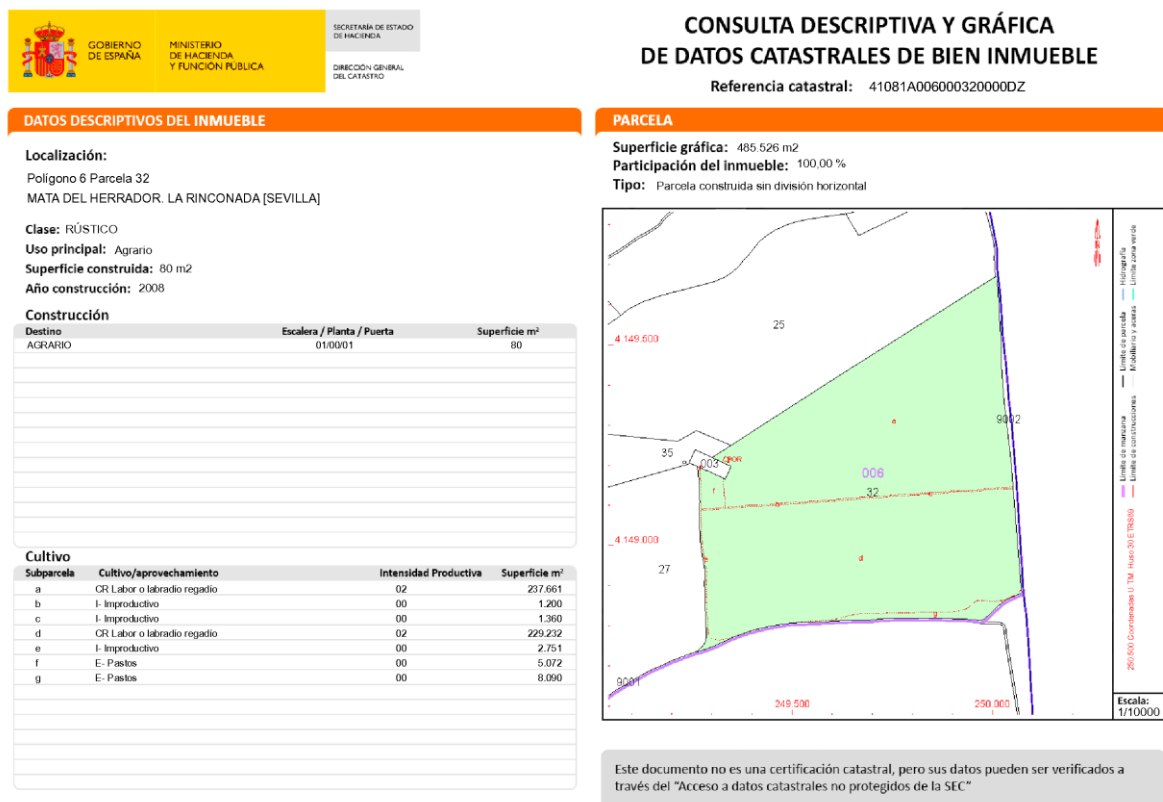 GOBIERNO
DE ESPAÑA
MINISTERIO
DE HACIENDA
Y FUNCIÓN PÚBLICA
SECRETARÍA DE ESTADO
DE HACIENDA
DIRECCIÓN GENERAL
DEL CATASTRO
CONSULTA DESCRIPTIVA Y GRÁFICA
DE DATOS CATASTRALES DE BIEN INMUEBLE
Referencia catastral: 41081A006000320000DZ
DATOS DESCRIPTIVOS DEL INMUEBLE
Localización:
Polígono 6 Parcela 32
MATA DEL HERRADOR. LA RINCONADA [SEVILLA]
Clase: RÚSTICO
Uso principal: Agrario
Superficie construida: 80 m2
Año construcción: 2008
Construcción
Destino Escalera / Planta / Puerta Superficie m²
AGRARIO 01/00/01 80
Cultivo
Subparcela Cultivo/aprovechamiento Intensidad Productiva Superficie m²
a CR Labor o labradío regadío 02 237.661
b I- Improductivo 00 1.200
c I- Improductivo 00 1.360
d CR Labor o labradío regadío 02 229.232
e I- Improductivo 00 2.751
f E- Pastos 00 5.072
g E- Pastos 00 8.090
PARCELA
Superficie gráfica: 485.526 m2
Participación del inmueble: 100,00 %
Tipo: Parcela construida sin división horizontal
25
4.149.500
a
9002
35
003
006
32
f
4.149.000
27
d
g
9001
249.500
250.000
Límite de manzana
Límite de parcela
Hidrografía
Límite de construcciones
Mobiliario y aceras
Límite zona verde
250.500 Coordenadas U.T.M. Huso 30 ETRS89
Escala:
1/10000
Este documento no es una certificación catastral, pero sus datos pueden ser verificados a
través del "Acceso a datos catastrales no protegidos de la SEC"